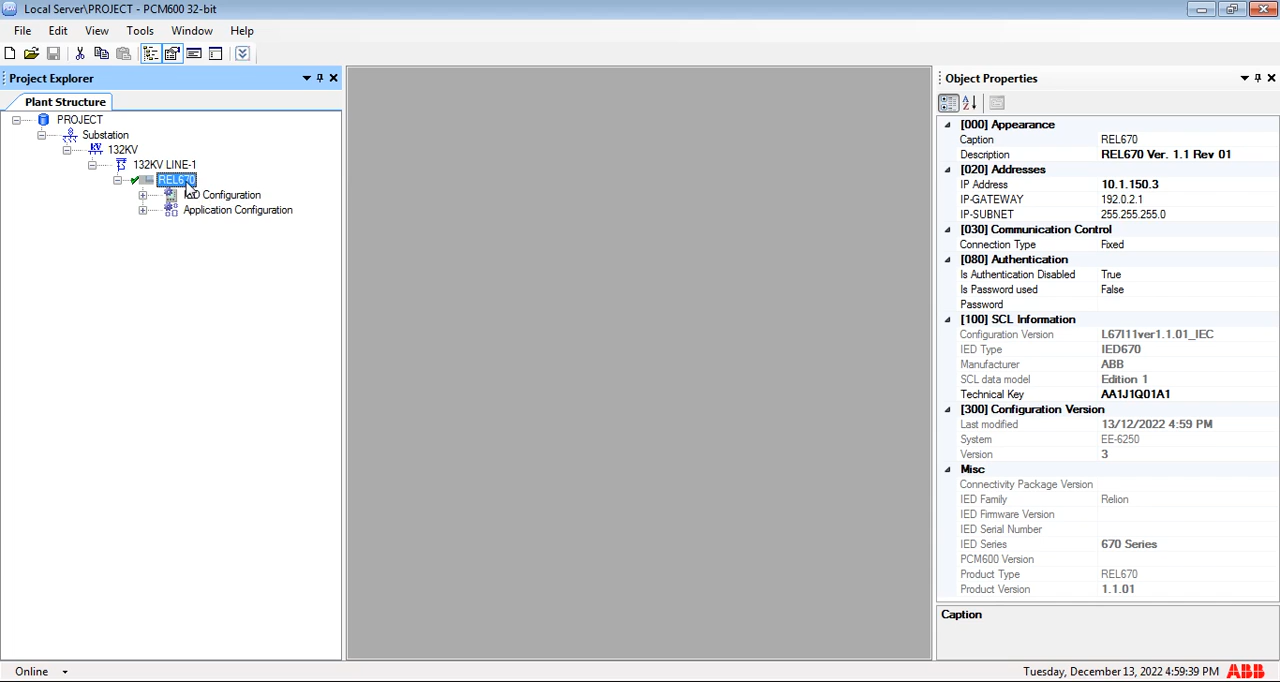 Local Server\PROJECT - PCM600 32-bit
File Edit View Tools Window Help
Project Explorer
Plant Structure
PROJECT
Substation
132KV
132KV LINE-1
REL670
Configuration
Application Configuration
Object Properties
[000] Appearance
Caption REL670
Description REL670 Ver. 1.1 Rev 01
[020] Addresses
IP Address 10.1.150.3
IP-GATEWAY 192.0.2.1
IP-SUBNET 255.255.255.0
[030] Communication Control
Connection Type Fixed
[080] Authentication
Is Authentication Disabled True
Is Password used False
Password
[100] SCL Information
Configuration Version L67I11ver1.1.01_IEC
IED Type IED670
Manufacturer ABB
SCL data model Edition 1
Technical Key AA1J1Q01A1
[300] Configuration Version
Last modified 13/12/2022 4:59 PM
System EE-6250
Version 3
Misc
Connectivity Package Version
IED Family Relion
IED Firmware Version
IED Serial Number
IED Series 670 Series
PCM600 Version
Product Type REL670
Product Version 1.1.01
Caption
Online
Tuesday, December 13, 2022 4:59:39 PM ABB